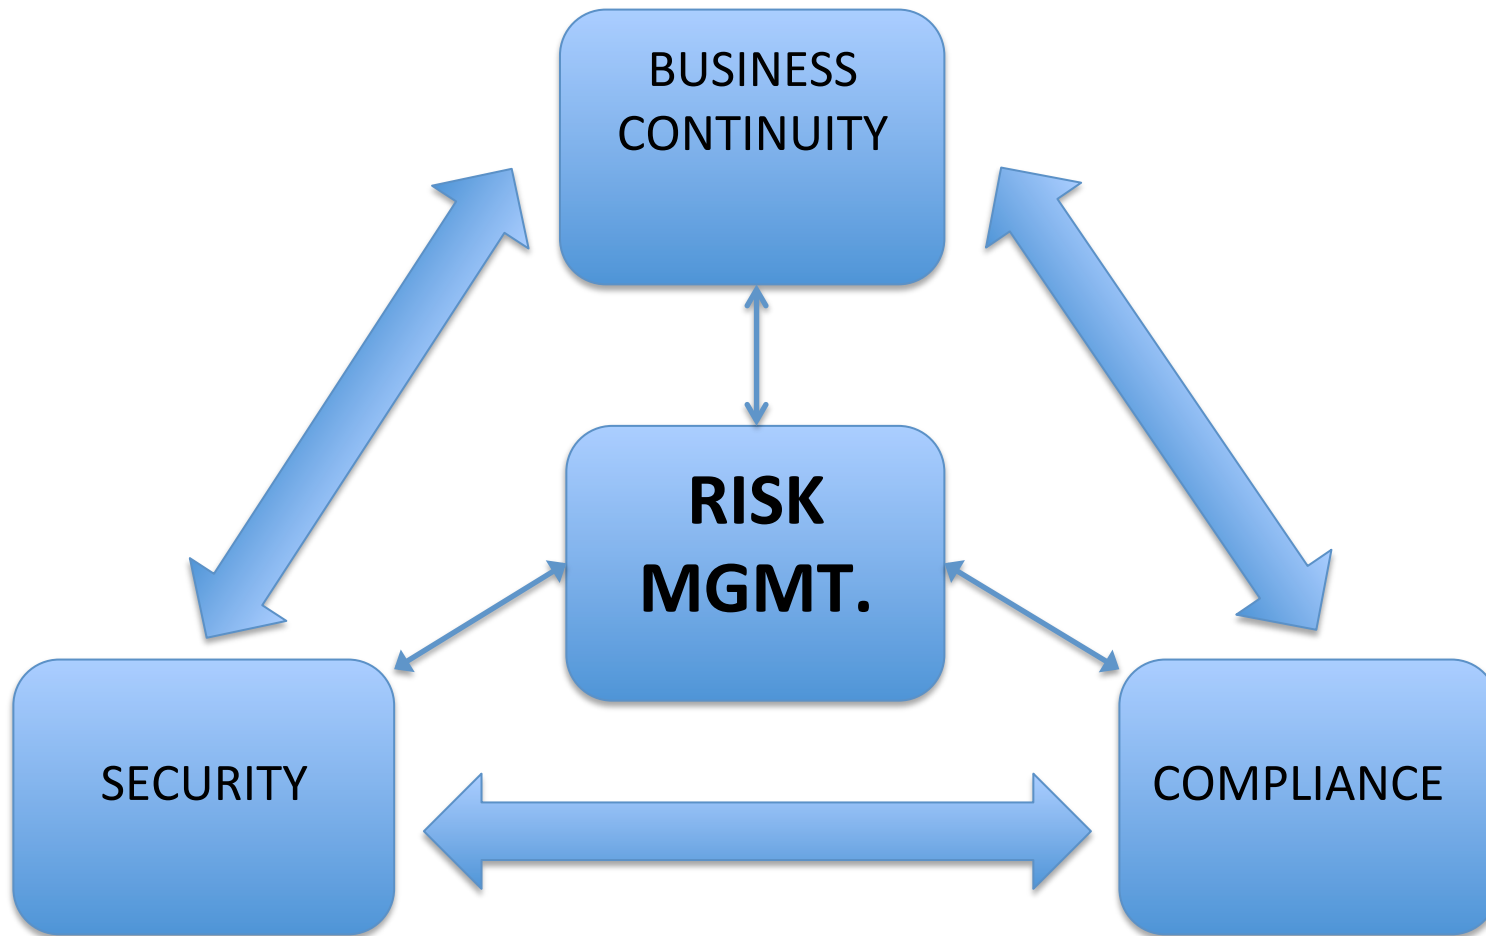 BUSINESS
CONTINUITY
RISK
MGMT.
SECURITY
COMPLIANCE